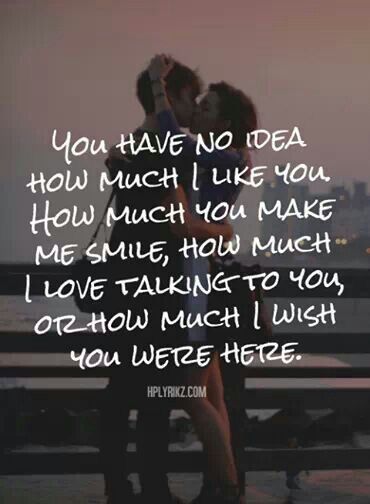 You have no idea
how much I like you.
How much you make
me smile, how much
I love talking to you,
or how much I wish
you were here.
HPLYRIKZ.COM